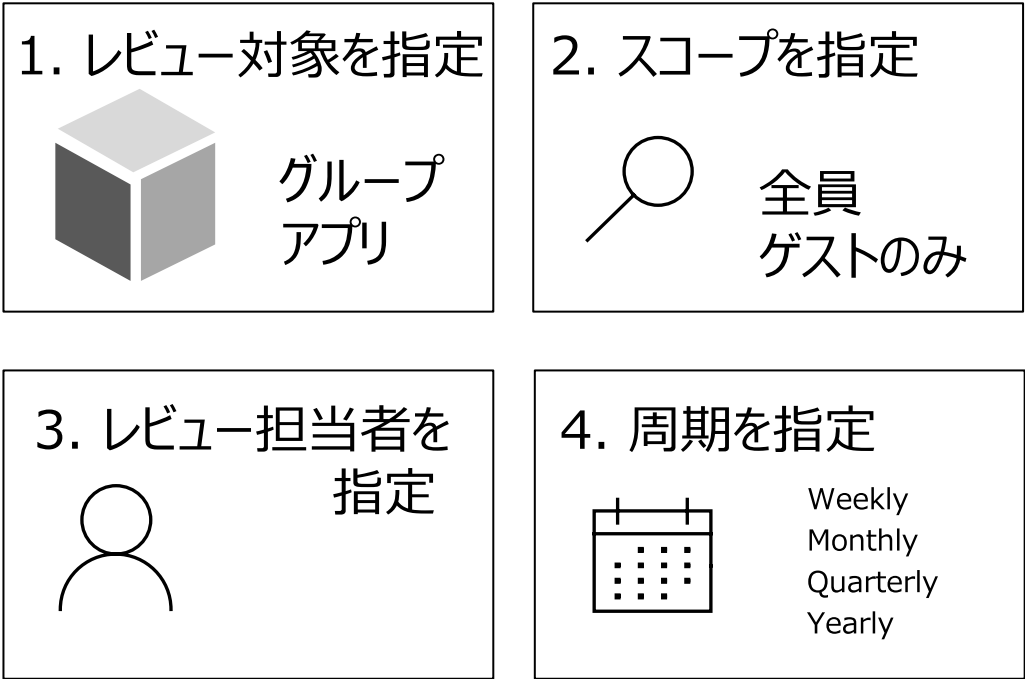 1. レビュー対象を指定
グループ
アプリ
2. スコープを指定
全員
ゲストのみ
3. レビュー担当者を
指定
4. 周期を指定
Weekly
Monthly
Quarterly
Yearly